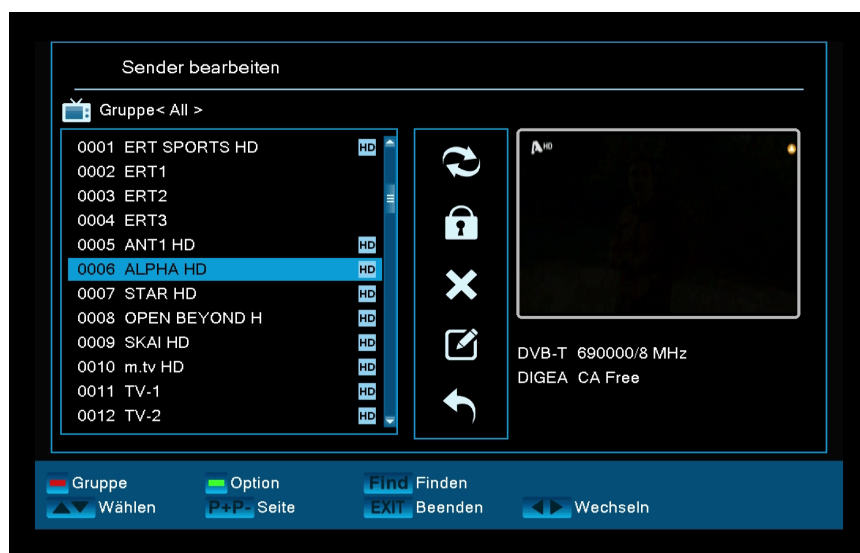 Sender bearbeiten
Gruppe< All >
0001 ERT SPORTS HD HD
0002 ERT1
0003 ERT2
0004 ERT3
0005 ANT1 HD HD
0006 ALPHA HD HD
0007 STAR HD HD
0008 OPEN BEYOND H HD
0009 SKAI HD HD
0010 m.tv HD HD
0011 TV-1 HD
0012 TV-2 HD
HD
DVB-T 690000/8 MHz
DIGEA CA Free
Gruppe Option Find Finden
Wählen P+P- Seite EXIT Beenden Wechseln